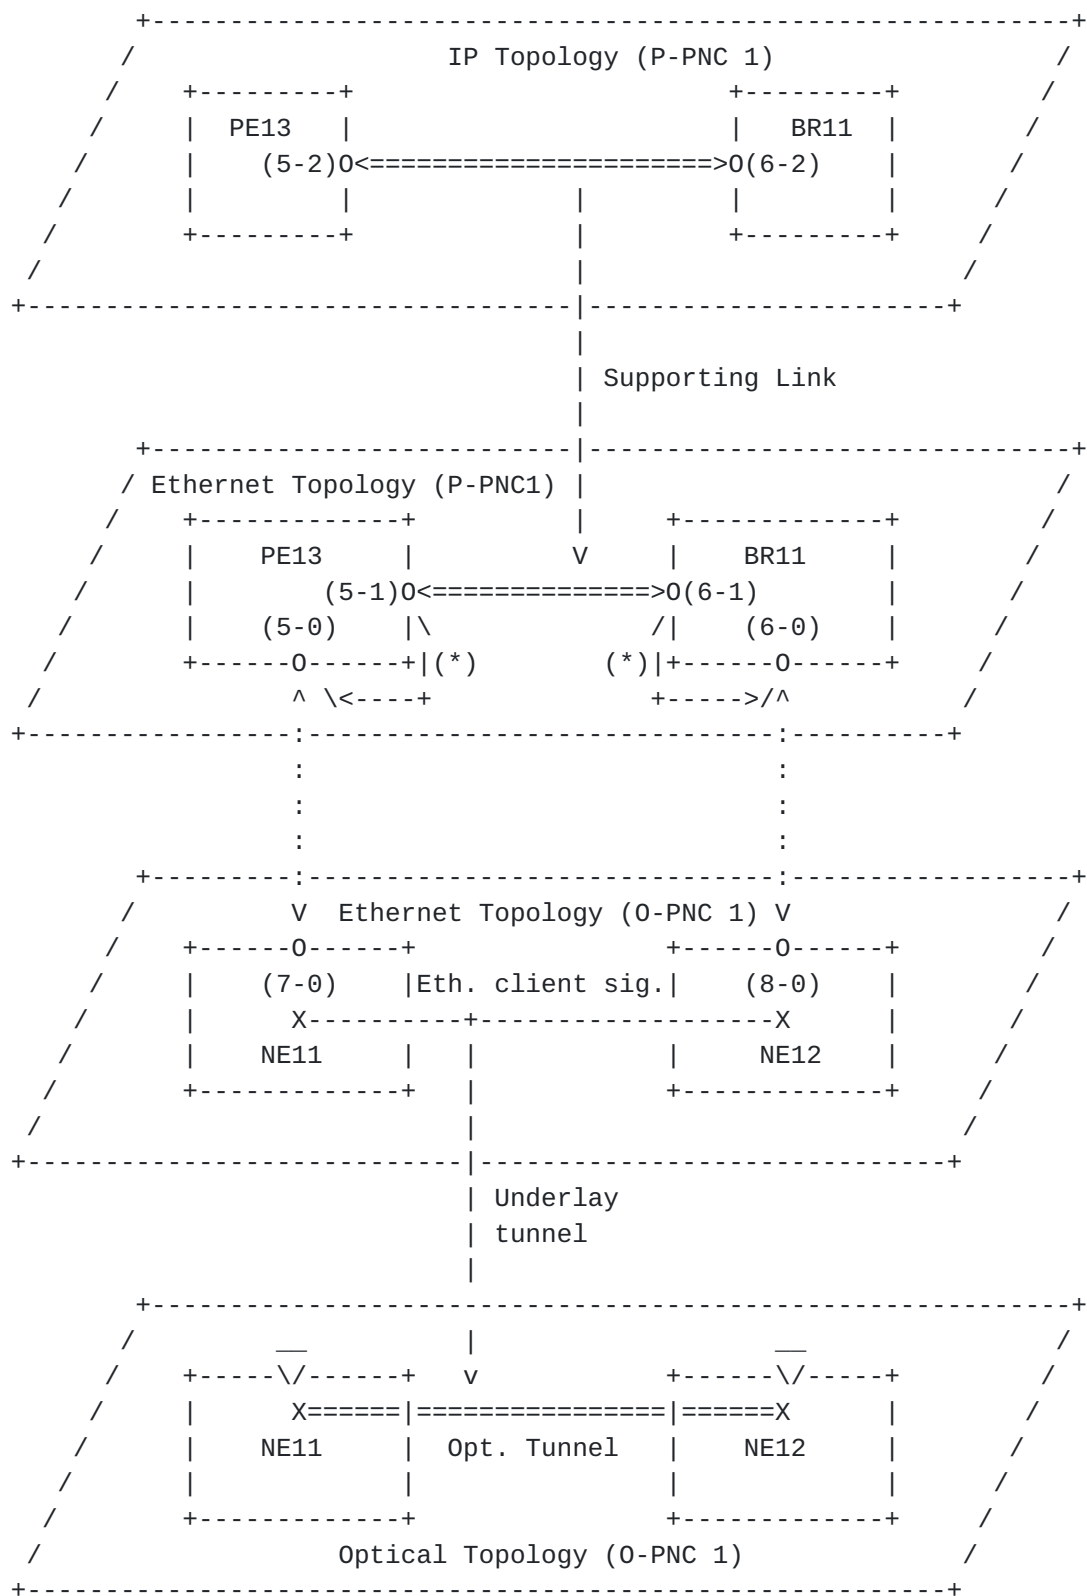 IP Topology (P-PNC 1)
PE13 BR11
(5-2)O<======================>O(6-2)
Supporting Link
Ethernet Topology (P-PNC1)
V
PE13 BR11
(5-1)O<==============>O(6-1)
(5-0) (6-0)
O (*) (*) O
V Ethernet Topology (O-PNC 1) V
O O
(7-0) Eth. client sig. (8-0)
X X
NE11 NE12
Underlay
tunnel
v
X======|================|======X
NE11 Opt. Tunnel NE12
Optical Topology (O-PNC 1)